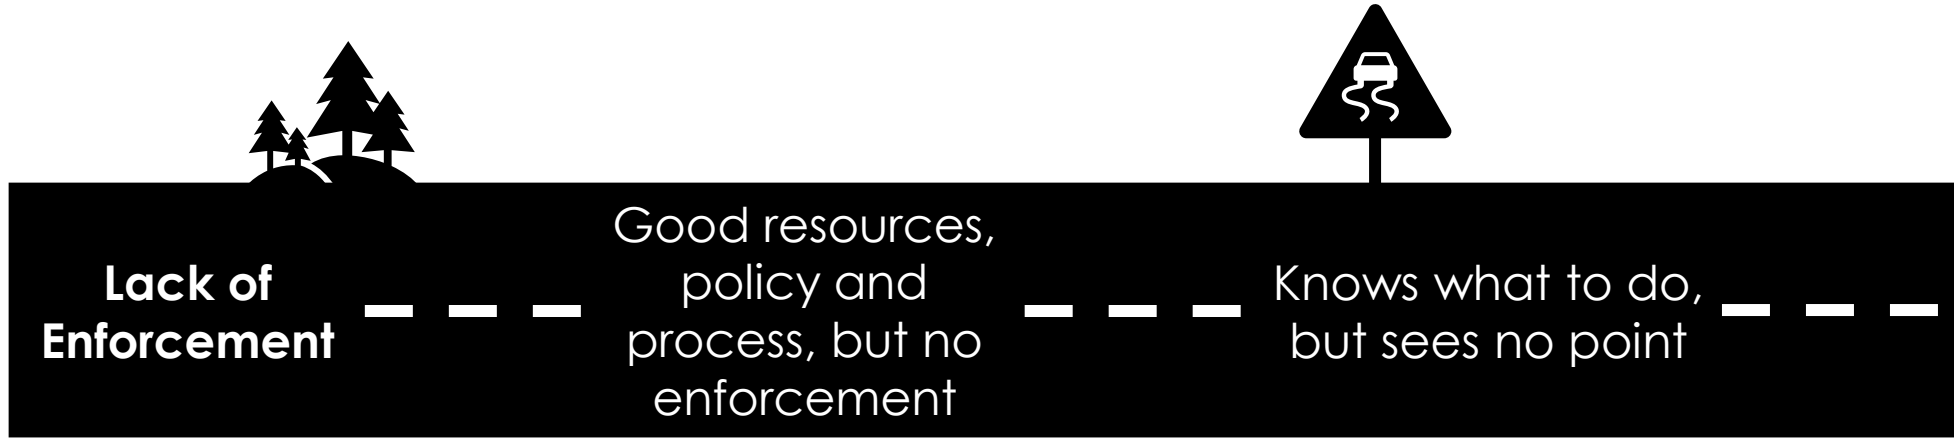 Lack of
Enforcement
Good resources,
policy and
process, but no
enforcement
Knows what to do,
but sees no point